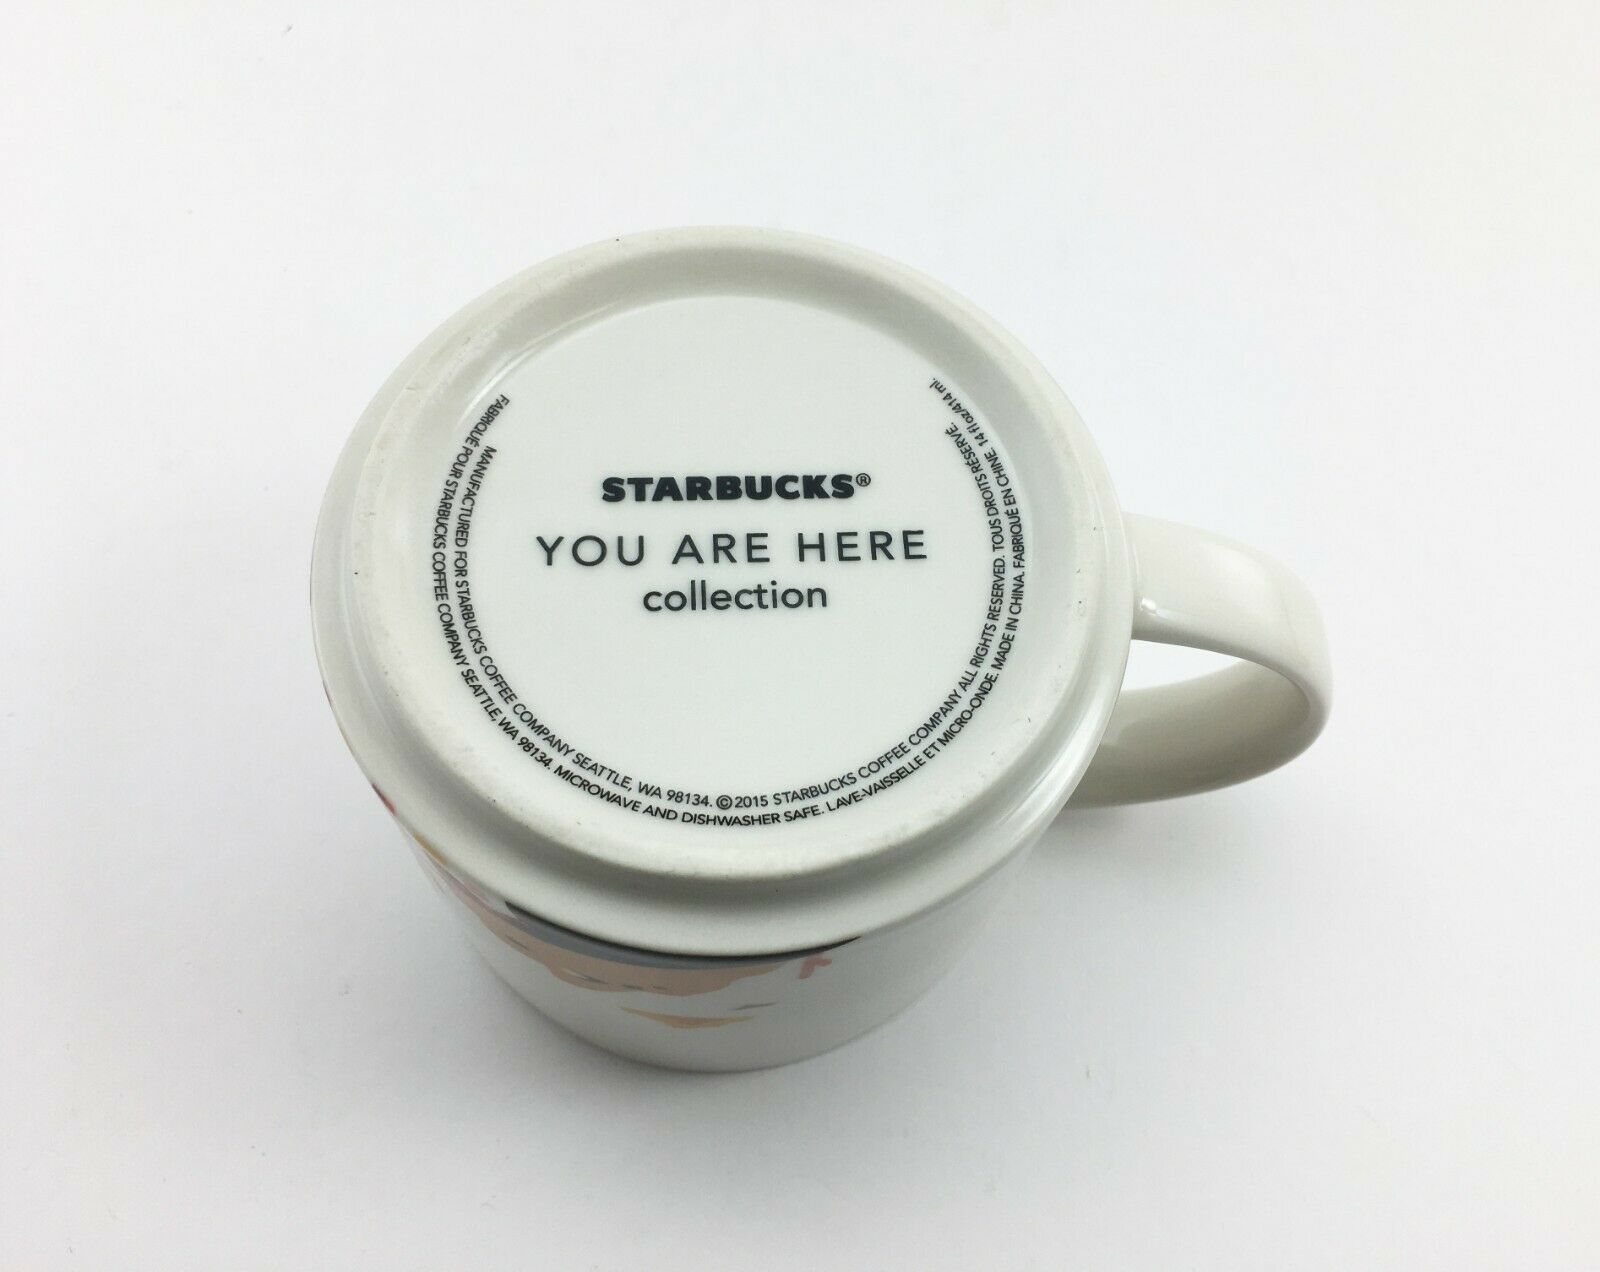 STARBUCKS®
YOU ARE HERE
collection
MANUFACTURED FOR STARBUCKS COFFEE COMPANY SEATTLE, WA 98134. ©2015 STARBUCKS COFFEE COMPANY ALL RIGHTS RESERVED. TOUS DROITS RÉSERVÉ.
FABRIQUÉ POUR STARBUCKS COFFEE COMPANY SEATTLE, WA 98134. MICROWAVE AND DISHWASHER SAFE. LAVE-VAISSELLE ET MICRO-ONDE. MADE IN CHINA. FABRIQUÉ EN CHINE. 14 fl oz/414 ml.